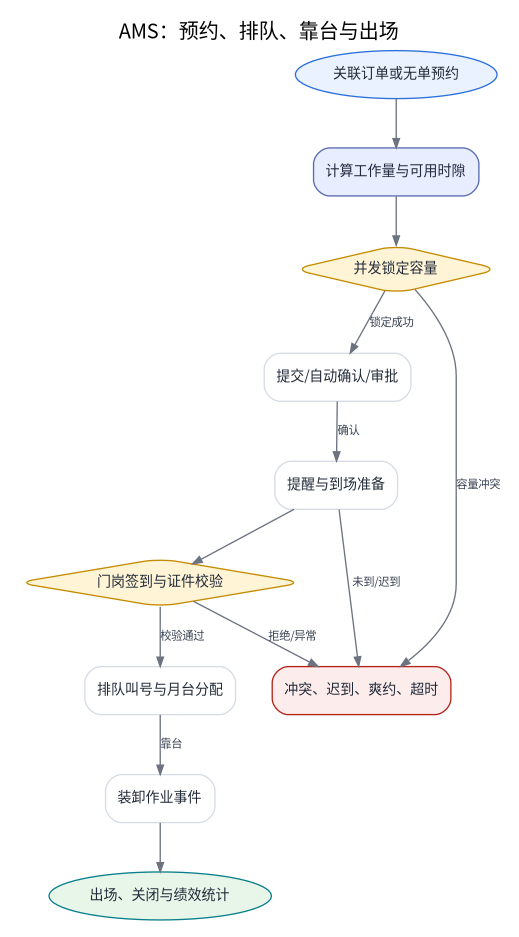 AMS：预约、排队、靠台与出场
关联订单或无单预约
计算工作量与可用时隙
并发锁定容量
锁定成功
提交/自动确认/审批
确认
提醒与到场准备
容量冲突
门岗签到与证件校验
未到/迟到
校验通过
拒绝/异常
排队叫号与月台分配
冲突、迟到、爽约、超时
靠台
装卸作业事件
出场、关闭与绩效统计